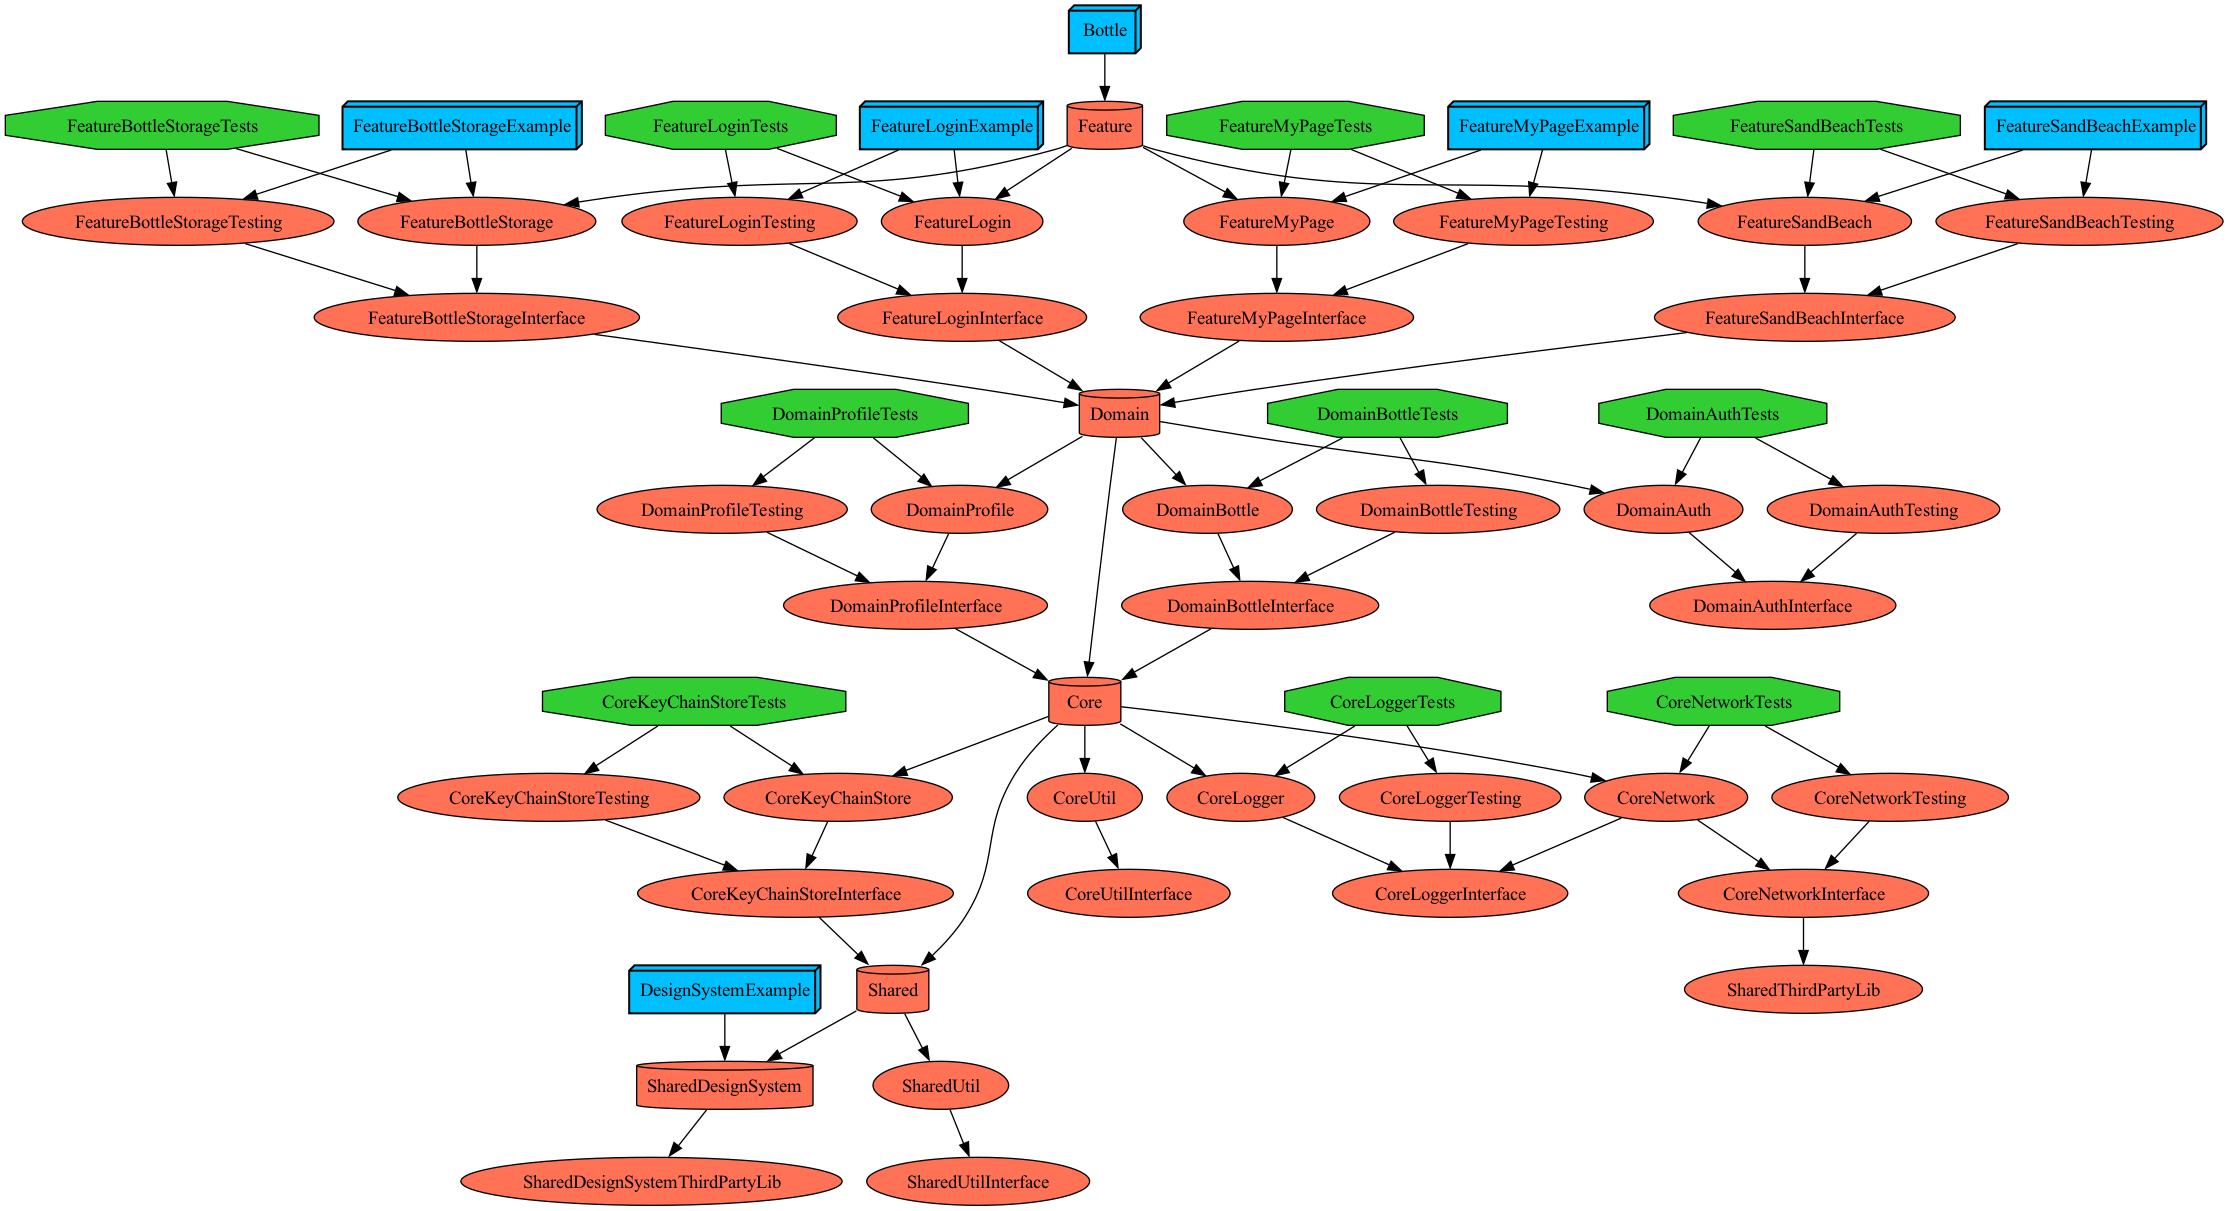 Bottle
FeatureBottleStorageTests
FeatureBottleStorageExample
FeatureLoginTests
FeatureLoginExample
Feature
FeatureMyPageTests
FeatureMyPageExample
FeatureSandBeachTests
FeatureSandBeachExample
FeatureBottleStorageTesting
FeatureBottleStorage
FeatureLoginTesting
FeatureLogin
FeatureMyPage
FeatureMyPageTesting
FeatureSandBeach
FeatureSandBeachTesting
FeatureBottleStorageInterface
FeatureLoginInterface
FeatureMyPageInterface
FeatureSandBeachInterface
DomainProfileTests
Domain
DomainBottleTests
DomainAuthTests
DomainProfileTesting
DomainProfile
DomainBottle
DomainBottleTesting
DomainAuth
DomainAuthTesting
DomainProfileInterface
DomainBottleInterface
DomainAuthInterface
CoreKeyChainStoreTests
Core
CoreLoggerTests
CoreNetworkTests
CoreKeyChainStoreTesting
CoreKeyChainStore
CoreUtil
CoreLogger
CoreLoggerTesting
CoreNetwork
CoreNetworkTesting
CoreKeyChainStoreInterface
CoreUtilInterface
CoreLoggerInterface
CoreNetworkInterface
DesignSystemExample
Shared
SharedThirdPartyLib
SharedDesignSystem
SharedUtil
SharedDesignSystemThirdPartyLib
SharedUtilInterface